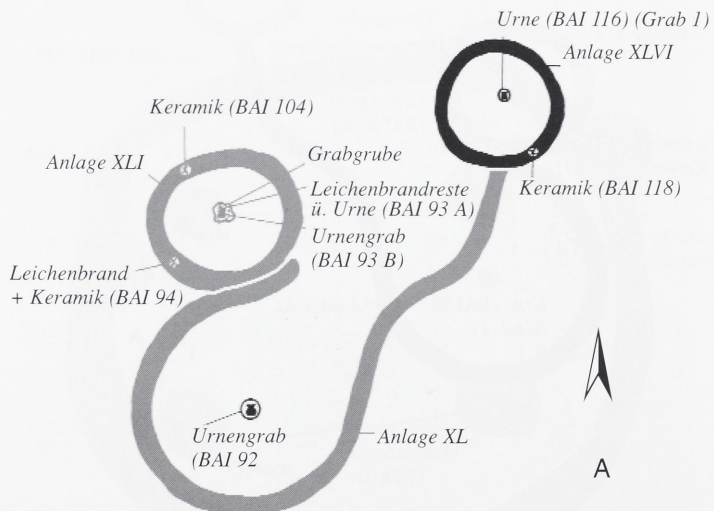 Urne (BAI 116) (Grab 1)
Anlage XLVI
Keramik (BAI 104)
Anlage XLI
Grabgrube
Leichenbrandreste
ü. Urne (BAI 93 A)
Keramik (BAI 118)
Urnengrab
(BAI 93 B)
Leichenbrand
+ Keramik (BAI 94)
Urnengrab
(BAI 92
Anlage XL
A